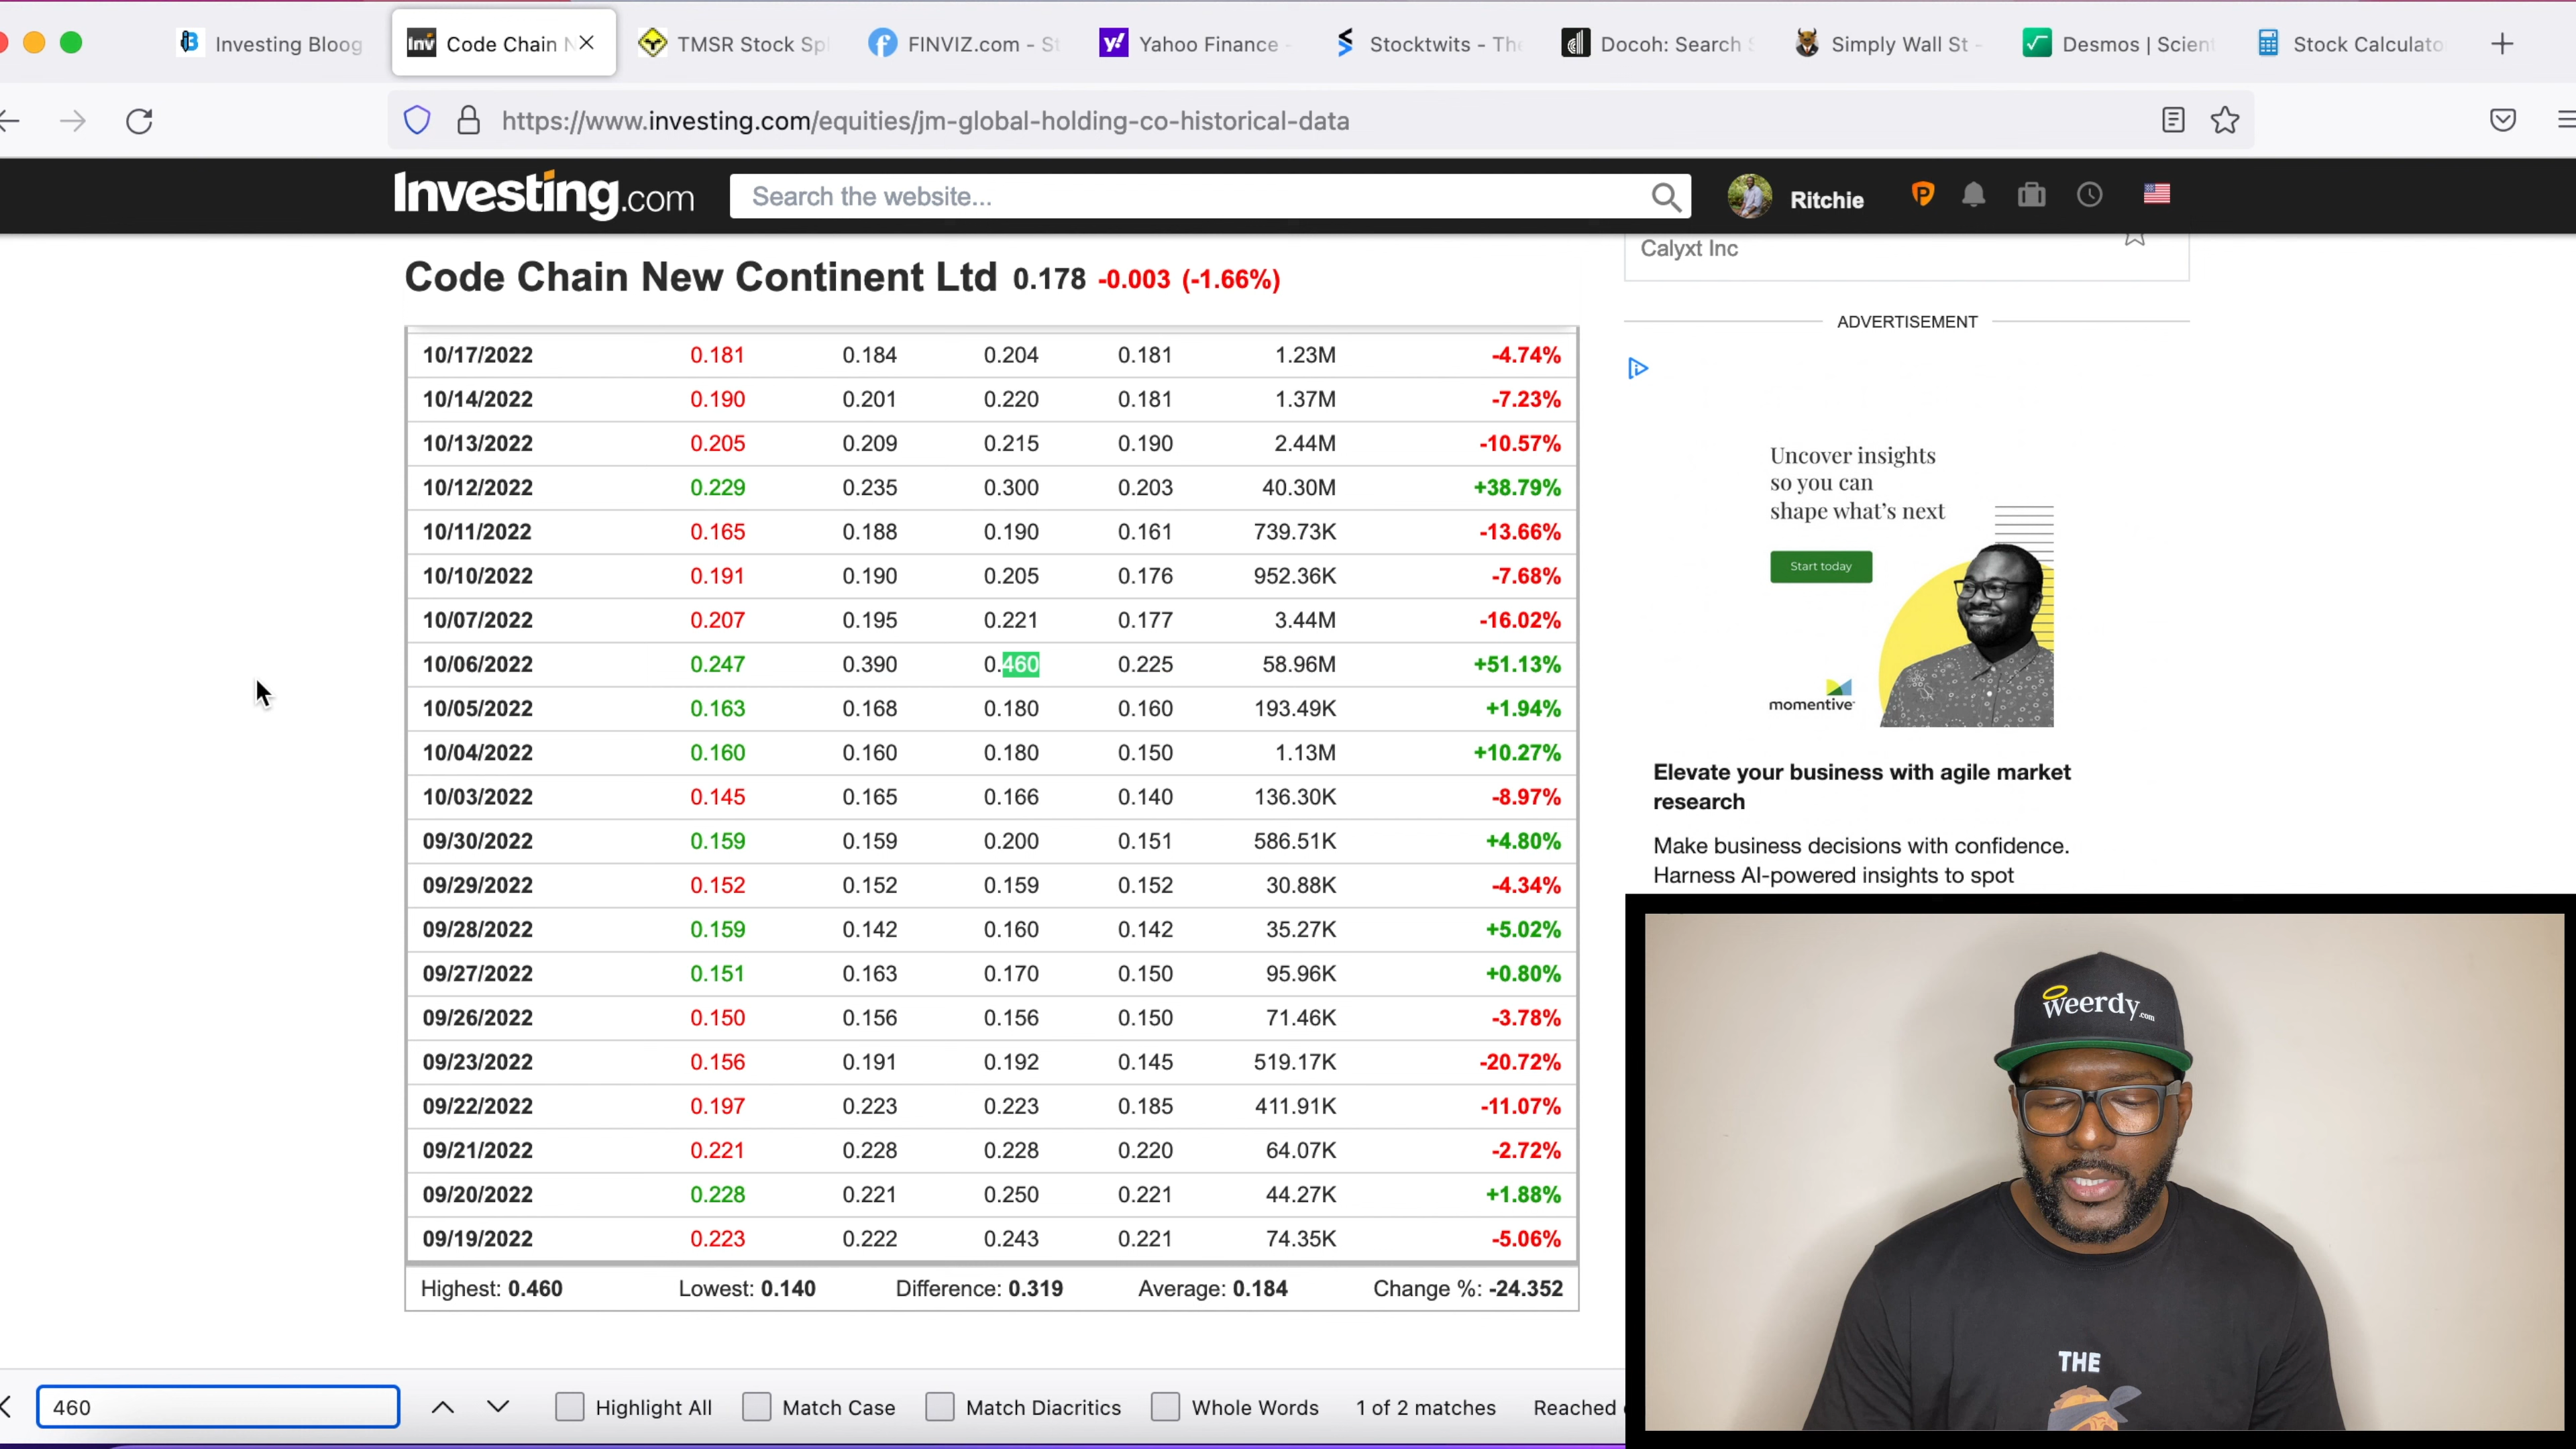 Investing Bloog
Code Chain N
TMSR Stock Spl
FINVIZ.com - St
Yahoo Finance -
Stocktwits - The
Docoh: Search S
Simply Wall St -
Desmos | Scient
Stock Calculato
https://www.investing.com/equities/jm-global-holding-co-historical-data
Investing.com
Search the website...
Ritchie
Code Chain New Continent Ltd 0.178 -0.003 (-1.66%)
10/17/2022 0.181 0.184 0.204 0.181 1.23M -4.74%
10/14/2022 0.190 0.201 0.220 0.181 1.37M -7.23%
10/13/2022 0.205 0.209 0.215 0.190 2.44M -10.57%
10/12/2022 0.229 0.235 0.300 0.203 40.30M +38.79%
10/11/2022 0.165 0.188 0.190 0.161 739.73K -13.66%
10/10/2022 0.191 0.190 0.205 0.176 952.36K -7.68%
10/07/2022 0.207 0.195 0.221 0.177 3.44M -16.02%
10/06/2022 0.247 0.390 0.460 0.225 58.96M +51.13%
10/05/2022 0.163 0.168 0.180 0.160 193.49K +1.94%
10/04/2022 0.160 0.160 0.180 0.150 1.13M +10.27%
10/03/2022 0.145 0.165 0.166 0.140 136.30K -8.97%
09/30/2022 0.159 0.159 0.200 0.151 586.51K +4.80%
09/29/2022 0.152 0.152 0.159 0.152 30.88K -4.34%
09/28/2022 0.159 0.142 0.160 0.142 35.27K +5.02%
09/27/2022 0.151 0.163 0.170 0.150 95.96K +0.80%
09/26/2022 0.150 0.156 0.156 0.150 71.46K -3.78%
09/23/2022 0.156 0.191 0.192 0.145 519.17K -20.72%
09/22/2022 0.197 0.223 0.223 0.185 411.91K -11.07%
09/21/2022 0.221 0.228 0.228 0.220 64.07K -2.72%
09/20/2022 0.228 0.221 0.250 0.221 44.27K +1.88%
09/19/2022 0.223 0.222 0.243 0.221 74.35K -5.06%
Highest: 0.460 Lowest: 0.140 Difference: 0.319 Average: 0.184 Change %: -24.352
Calyxt Inc
ADVERTISEMENT
Uncover insights
so you can
shape what's next
Start today
momentive
Elevate your business with agile market
research
Make business decisions with confidence.
Harness AI-powered insights to spot
weerdy.com
THE
460
Highlight All
Match Case
Match Diacritics
Whole Words
1 of 2 matches
Reached